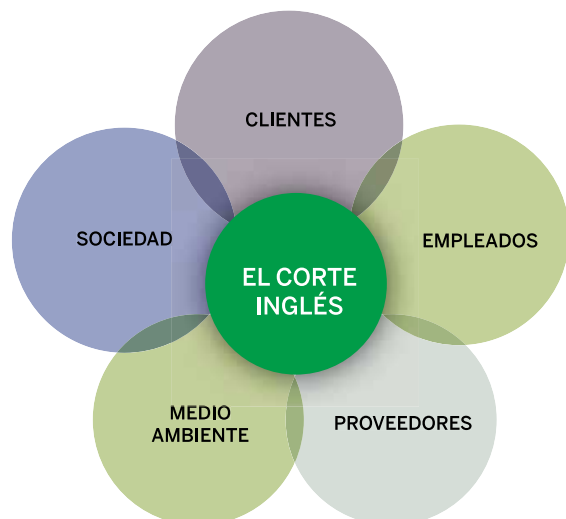 CLIENTES
SOCIEDAD
EMPLEADOS
EL CORTE
INGLÉS
MEDIO
AMBIENTE
PROVEEDORES